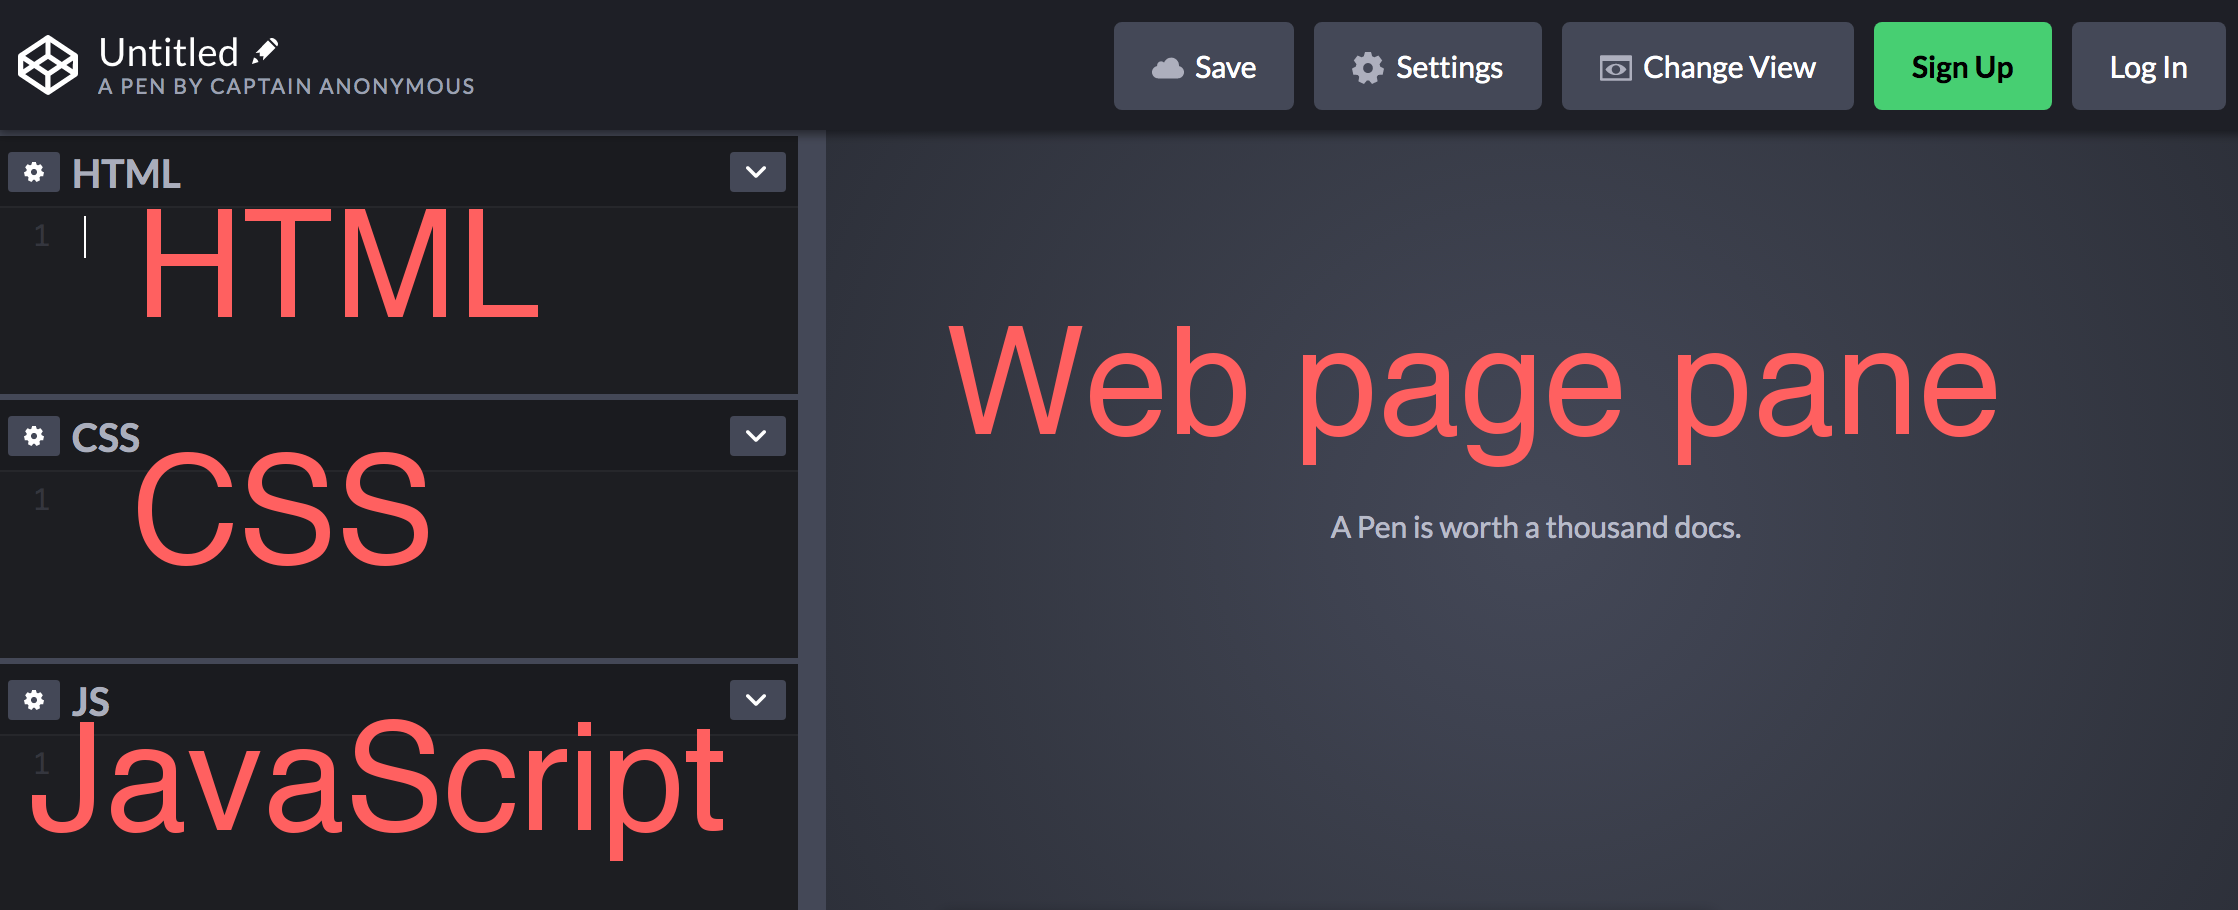 Untitled
A PEN BY CAPTAIN ANONYMOUS
Save
Settings
Change View
Sign Up
Log In
HTML
1
HTML
CSS
1
CSS
JS
1
JavaScript
Web page pane
A Pen is worth a thousand docs.